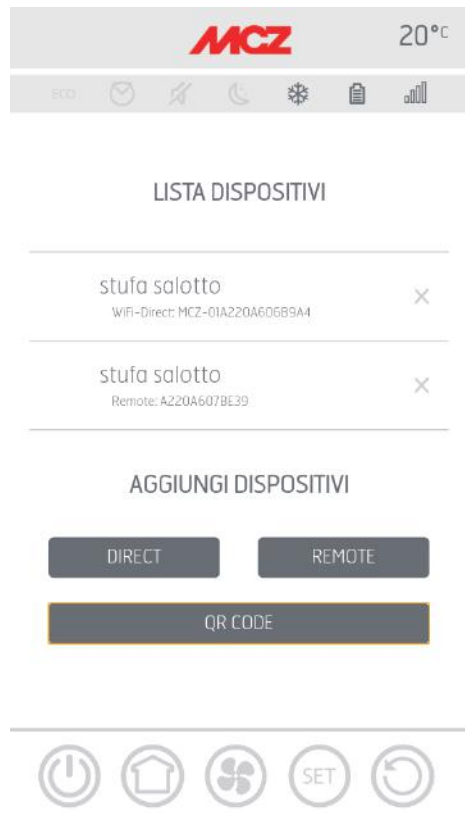 MCZ
20°C
ECO
LISTA DISPOSITIVI
stufa salotto
WiFi-Direct: MCZ-01A220A606B9A4
stufa salotto
Remote: A220A607BE39
AGGIUNGI DISPOSITIVI
DIRECT
REMOTE
QR CODE
SET